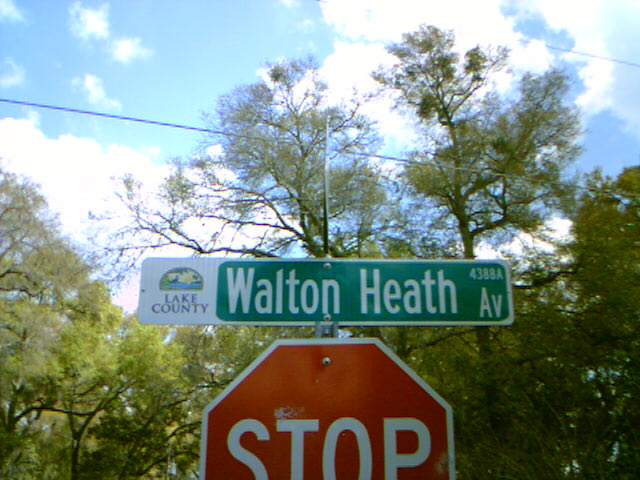 LAKE
COUNTY
Walton Heath Av
4388A
STOP